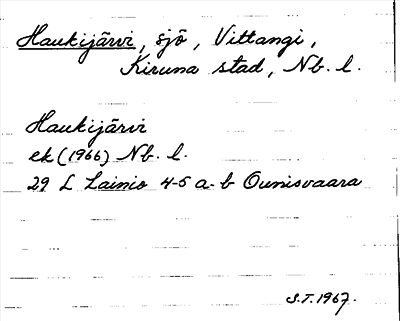 Haukijärvi, sjö, Vittangi,
Kiruna stad, Nb. l.
Haukijärvi
ek (1966) Nb. l.
29 L Lainio 4-5 a-b Ounisvaara
S.T. 1967.